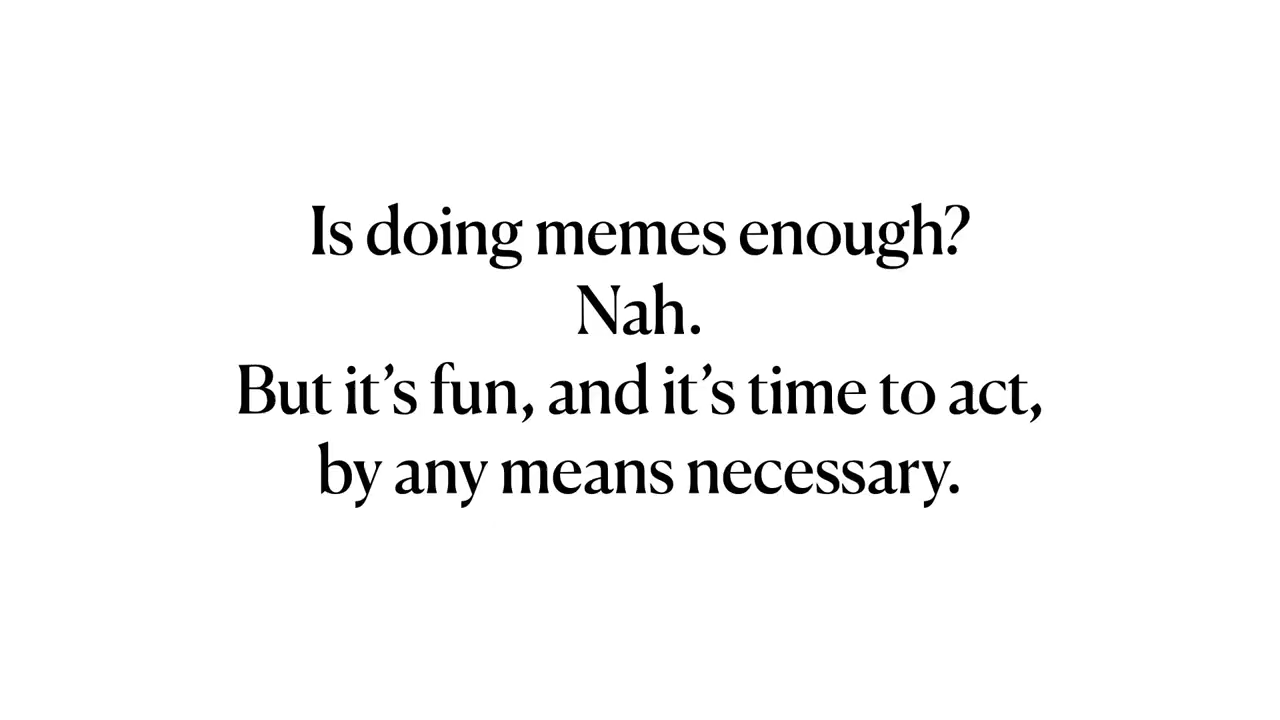 Is doing memes enough?
Nah.
But it’s fun, and it’s time to act,
by any means necessary.